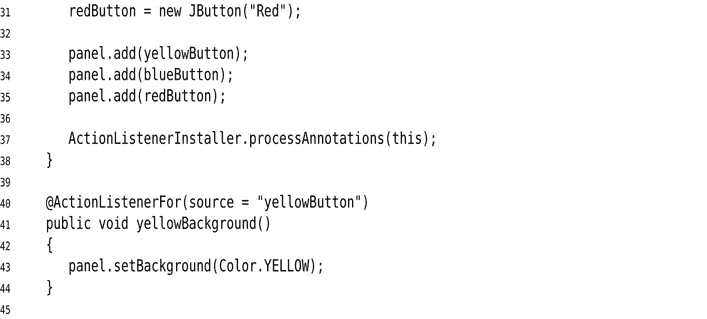 31 redButton = new JButton("Red");
32
33 panel.add(yellowButton);
34 panel.add(blueButton);
35 panel.add(redButton);
36
37 ActionListenerInstaller.processAnnotations(this);
38 }
39
40 @ActionListenerFor(source = "yellowButton")
41 public void yellowBackground()
42 {
43 panel.setBackground(Color.YELLOW);
44 }
45